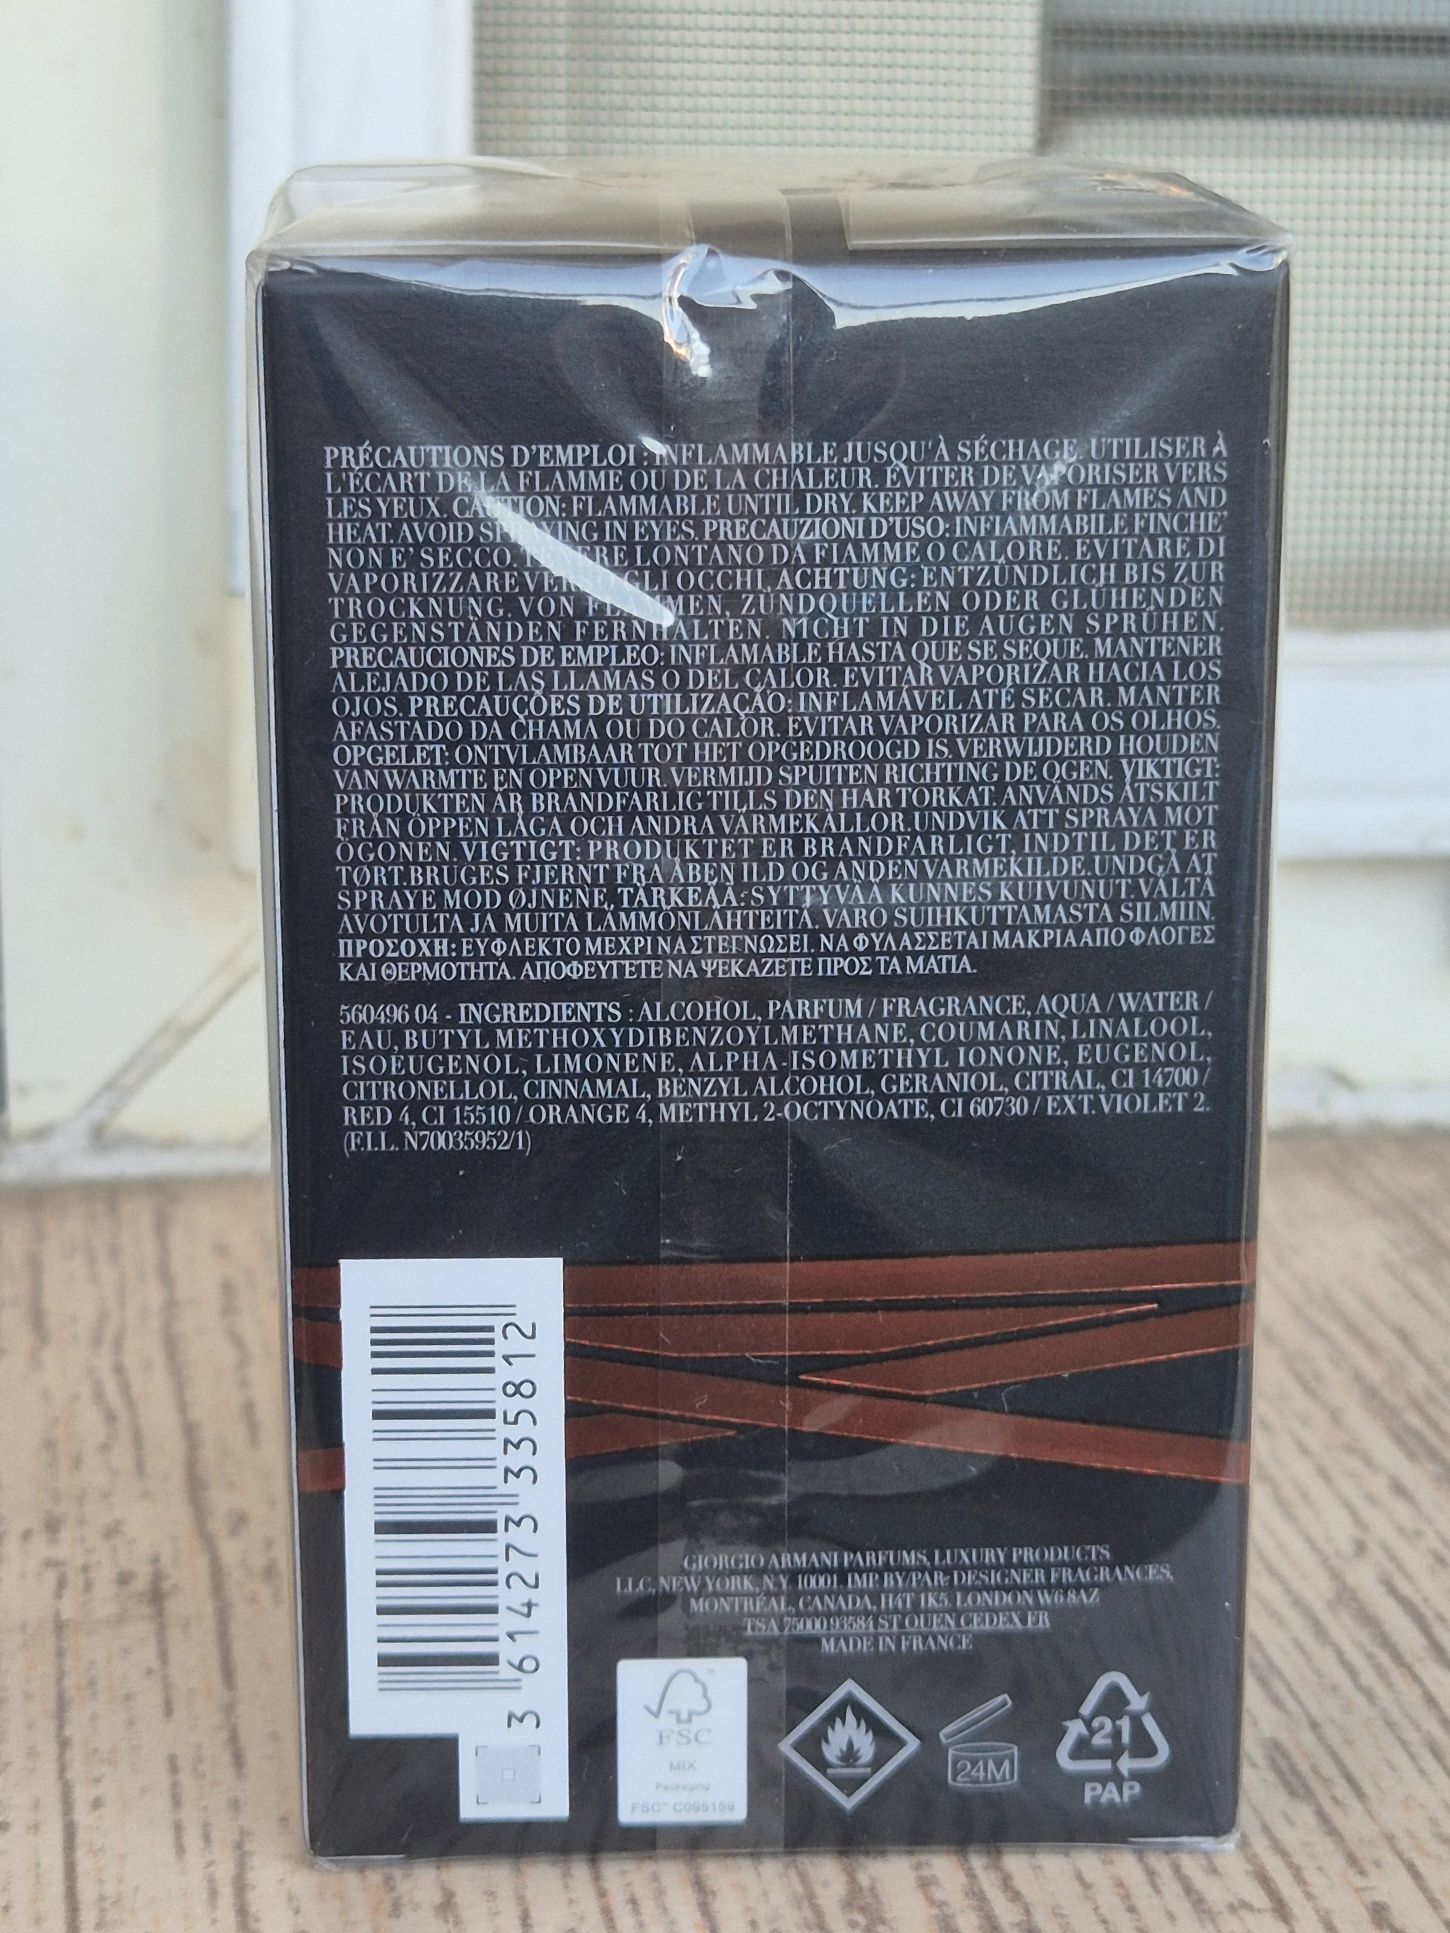 PRÉCAUTIONS D'EMPLOI : INFLAMMABLE JUSQU'À SÉCHAGE. UTILISER À
L'ÉCART DE LA FLAMME OU DE LA CHALEUR. ÉVITER DE VAPORISER VERS
LES YEUX. CAUTION: FLAMMABLE UNTIL DRY. KEEP AWAY FROM FLAMES AND
HEAT. AVOID SPRAYING IN EYES. PRECAUZIONI D'USO: INFIAMMABILE FINCHE'
NON E' SECCO. TENERE LONTANO DA FIAMME O CALORE. EVITARE DI
VAPORIZZARE VERSO GLI OCCHI. ACHTUNG: ENTZÜNDLICH BIS ZUR
TROCKNUNG. VON FLAMMEN, ZÜNDQUELLEN ODER GLÜHENDEN
GEGENSTÄNDEN FERNHALTEN. NICHT IN DIE AUGEN SPRÜHEN.
PRECAUCIONES DE EMPLEO: INFLAMABLE HASTA QUE SE SEQUE. MANTENER
ALEJADO DE LAS LLAMAS O DEL CALOR. EVITAR VAPORIZAR HACIA LOS
OJOS. PRECAUÇÕES DE UTILIZAÇÃO: INFLAMÁVEL ATÉ SECAR. MANTER
AFASTADO DA CHAMA OU DO CALOR. EVITAR VAPORIZAR PARA OS OLHOS.
OPGELET: ONTVLAMBAAR TOT HET OPGEDROOGD IS. VERWIJDERD HOUDEN
VAN WARMTE EN OPEN VUUR. VERMIJD SPUITEN RICHTING DE OGEN. VIKTIGT:
PRODUKTEN ÄR BRANDFARLIG TILLS DEN HAR TORKAT. ANVÄNDS ÅTSKILT
FRÅN ÖPPEN LÅGA OCH ANDRA VÄRMEKÄLLOR. UNDVIK ATT SPRAYA MOT
ÖGONEN. VIGTIGT: PRODUKTET ER BRANDFARLIGT, INDTIL DET ER
TØRT. BRUGES FJERNT FRA ÅBEN ILD OG ANDEN VARMEKILDE. UNDGÅ AT
SPRAYE MOD ØJNENE. TÄRKEÄÄ: SYTTYVÄÄ KUNNES KUIVUNUT. VÄLTÄ
AVOTULTA JA MUITA LÄMMÖNLÄHTEITÄ. VARO SUIHKUTTAMASTA SILMIIN.
ΠΡΟΣΟΧΗ: ΕΥΦΛΕΚΤΟ ΜΕΧΡΙ ΝΑ ΣΤΕΓΝΩΣΕΙ. ΝΑ ΦΥΛΑΣΣΕΤΑΙ ΜΑΚΡΙΑ ΑΠΟ ΦΛΟΓΕΣ
ΚΑΙ ΘΕΡΜΟΤΗΤΑ. ΑΠΟΦΕΥΓΕΤΕ ΝΑ ΨΕΚΑΖΕΤΕ ΠΡΟΣ ΤΑ ΜΑΤΙΑ.
560496 04 - INGREDIENTS : ALCOHOL, PARFUM / FRAGRANCE, AQUA / WATER /
EAU, BUTYL METHOXYDIBENZOYLMETHANE, COUMARIN, LINALOOL,
ISOEUGENOL, LIMONENE, ALPHA-ISOMETHYL IONONE, EUGENOL,
CITRONELLOL, CINNAMAL, BENZYL ALCOHOL, GERANIOL, CITRAL, CI 14700 /
RED 4, CI 15510 / ORANGE 4, METHYL 2-OCTYNOATE, CI 60730 / EXT. VIOLET 2.
(F.I.L. N70035952/1)
3 614273 335812
GIORGIO ARMANI PARFUMS, LUXURY PRODUCTS
LLC, NEW YORK, N.Y. 10001. IMP. BY/PAR: DESIGNER FRAGRANCES,
MONTRÉAL, CANADA, H4T 1K5. LONDON W6 8AZ
TSA 75000 93584 ST OUEN CEDEX FR
MADE IN FRANCE
FSC
MIX
Packaging
FSC™ C095159
24M
21
PAP